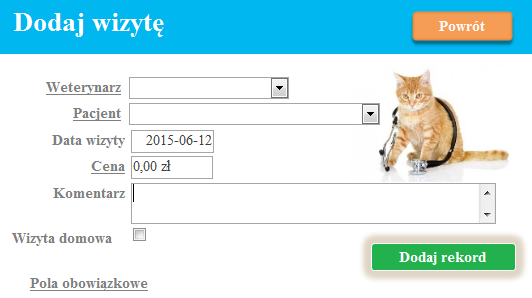 Dodaj wizytę
Powrót
Weterynarz
Pacjent
Data wizyty 2015-06-12
Cena 0,00 zł
Komentarz
Wizyta domowa
Dodaj rekord
Pola obowiązkowe